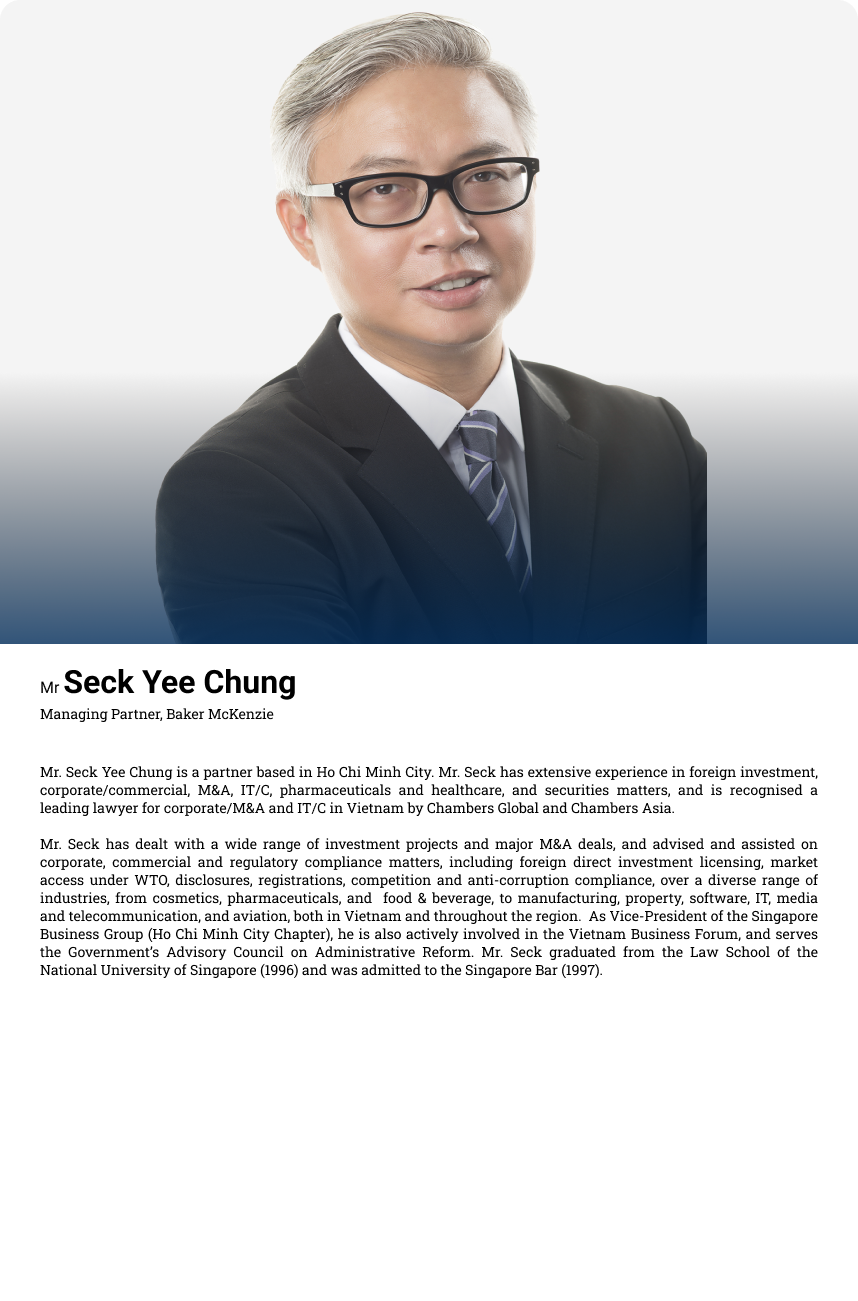 Mr Seck Yee Chung
Managing Partner, Baker McKenzie
Mr. Seck Yee Chung is a partner based in Ho Chi Minh City. Mr. Seck has extensive experience in foreign investment,
corporate/commercial, M&A, IT/C, pharmaceuticals and healthcare, and securities matters, and is recognised a
leading lawyer for corporate/M&A and IT/C in Vietnam by Chambers Global and Chambers Asia.
Mr. Seck has dealt with a wide range of investment projects and major M&A deals, and advised and assisted on
corporate, commercial and regulatory compliance matters, including foreign direct investment licensing, market
access under WTO, disclosures, registrations, competition and anti-corruption compliance, over a diverse range of
industries, from cosmetics, pharmaceuticals, and food & beverage, to manufacturing, property, software, IT, media
and telecommunication, and aviation, both in Vietnam and throughout the region. As Vice-President of the Singapore
Business Group (Ho Chi Minh City Chapter), he is also actively involved in the Vietnam Business Forum, and serves
the Government’s Advisory Council on Administrative Reform. Mr. Seck graduated from the Law School of the
National University of Singapore (1996) and was admitted to the Singapore Bar (1997).